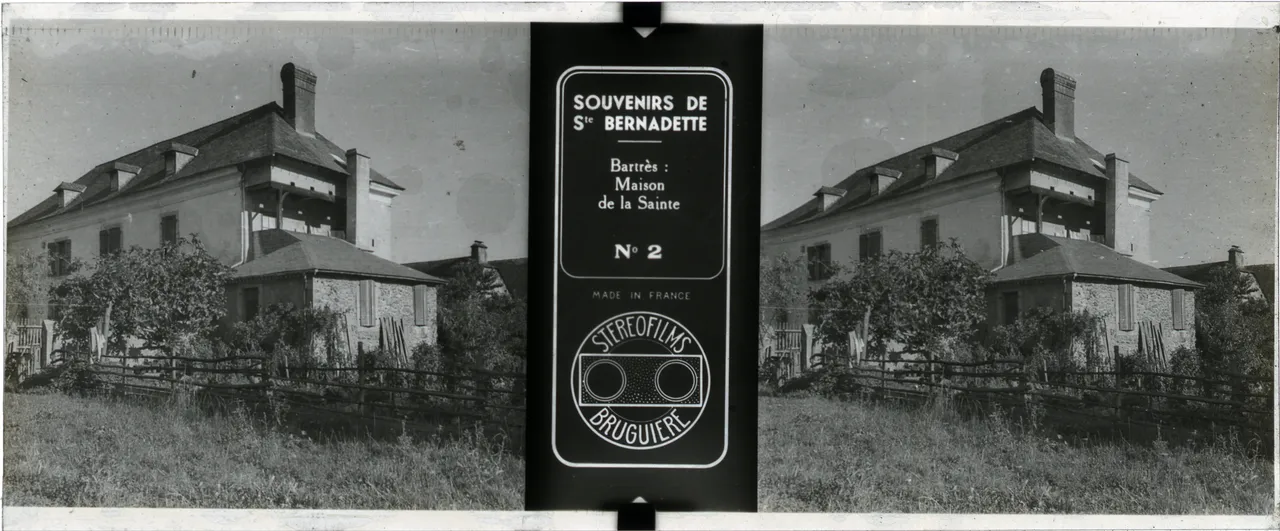 SOUVENIRS DE
Ste BERNADETTE
Bartrès :
Maison
de la Sainte
No 2
MADE IN FRANCE
STEREOFILMS
BRUGUIERE